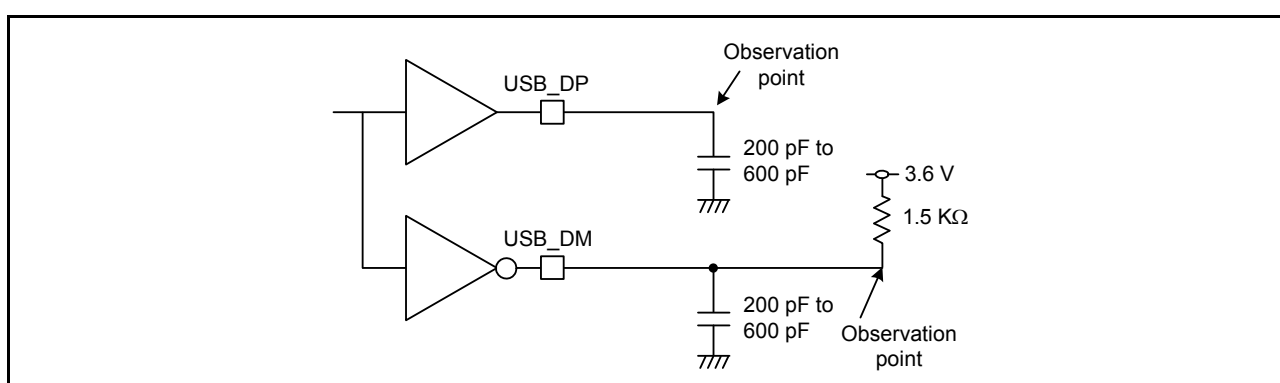 Observation
point
USB_DP
200 pF to
600 pF
3.6 V
1.5 KΩ
USB_DM
200 pF to
600 pF
Observation
point